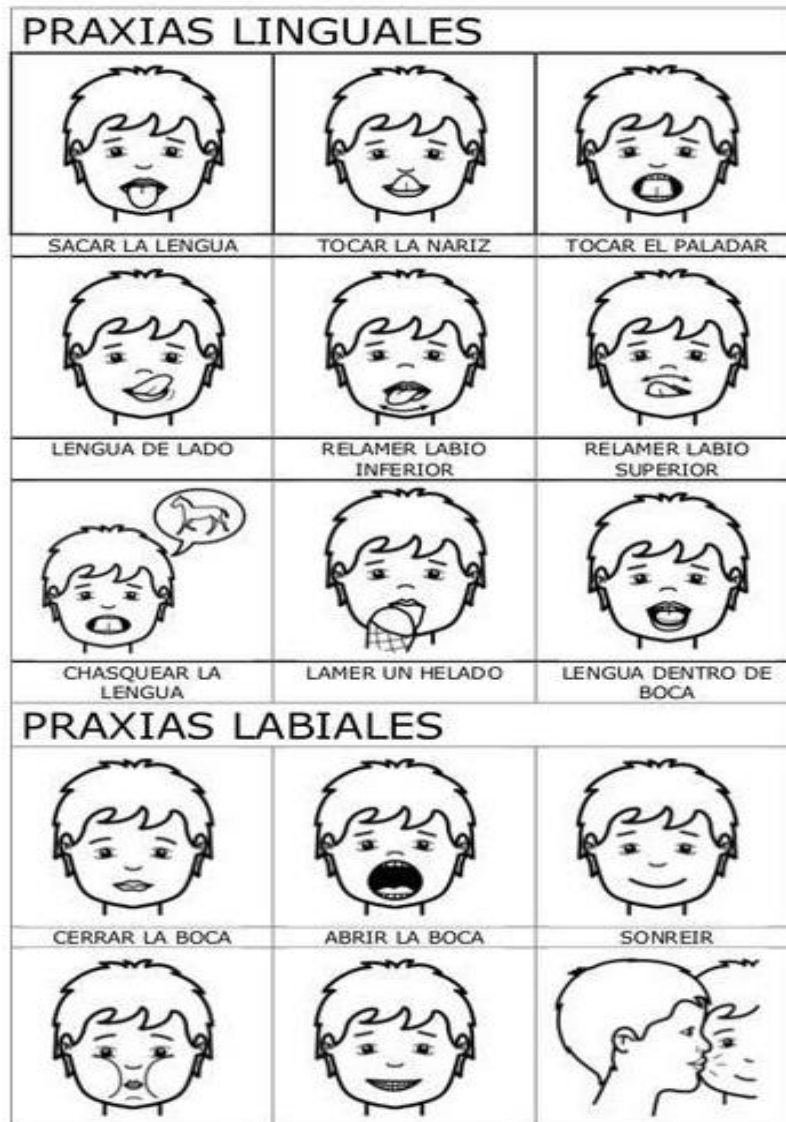 PRAXIAS LINGUALES
SACAR LA LENGUA
TOCAR LA NARIZ
TOCAR EL PALADAR
LENGUA DE LADO
RELAMER LABIO
INFERIOR
RELAMER LABIO
SUPERIOR
CHASQUEAR LA
LENGUA
LAMER UN HELADO
LENGUA DENTRO DE
BOCA
PRAXIAS LABIALES
CERRAR LA BOCA
ABRIR LA BOCA
SONREIR